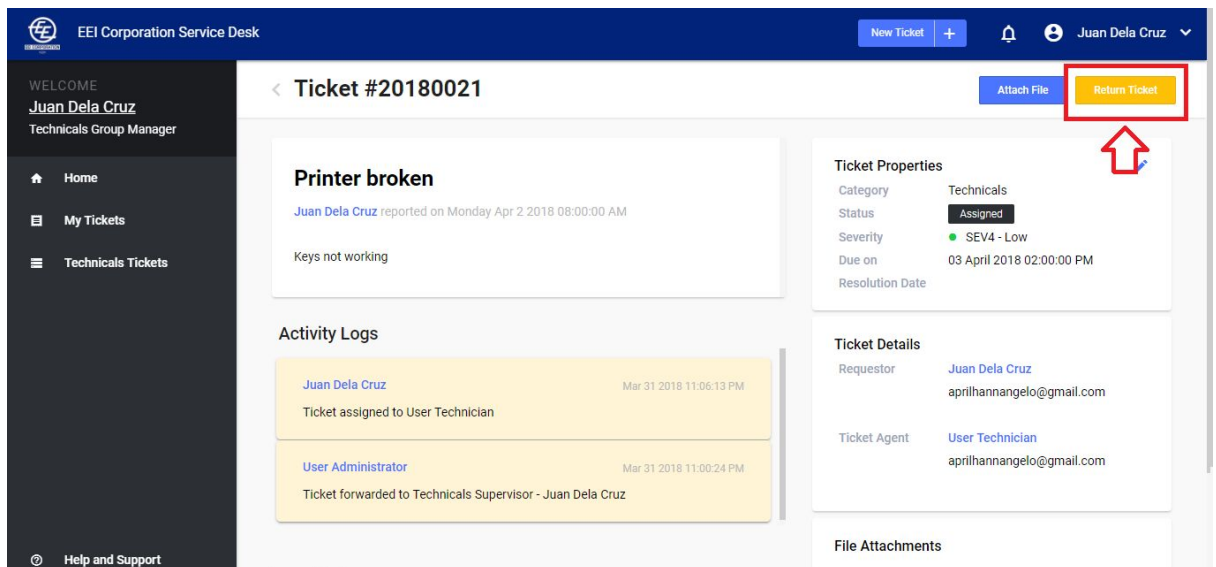 EEI Corporation Service Desk
New Ticket +
Juan Dela Cruz
WELCOME
Juan Dela Cruz
Technicals Group Manager
Home
My Tickets
Technicals Tickets
Help and Support
Ticket #20180021
Attach File
Return Ticket
Printer broken
Juan Dela Cruz reported on Monday Apr 2 2018 08:00:00 AM
Keys not working
Activity Logs
Juan Dela Cruz Mar 31 2018 11:06:13 PM
Ticket assigned to User Technician
User Administrator Mar 31 2018 11:00:24 PM
Ticket forwarded to Technicals Supervisor - Juan Dela Cruz
Ticket Properties
Category Technicals
Status Assigned
Severity SEV4 - Low
Due on 03 April 2018 02:00:00 PM
Resolution Date
Ticket Details
Requestor Juan Dela Cruz
aprilhannangelo@gmail.com
Ticket Agent User Technician
aprilhannangelo@gmail.com
File Attachments